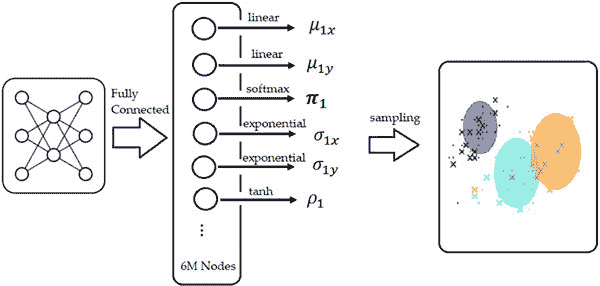 Fully
Connected
linear μ1x
linear μ1y
softmax π1
exponential σ1x
exponential σ1y
tanh ρ1
⋮
6M Nodes
sampling